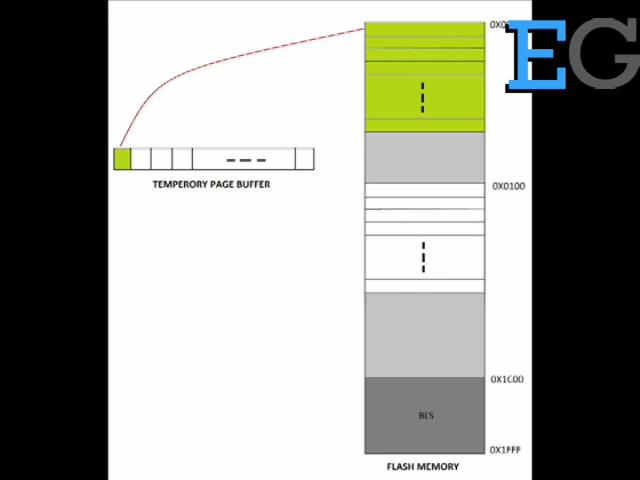 EG
TEMPERORY PAGE BUFFER
0X0100
0X1C00
BLS
0X1FFF
FLASH MEMORY